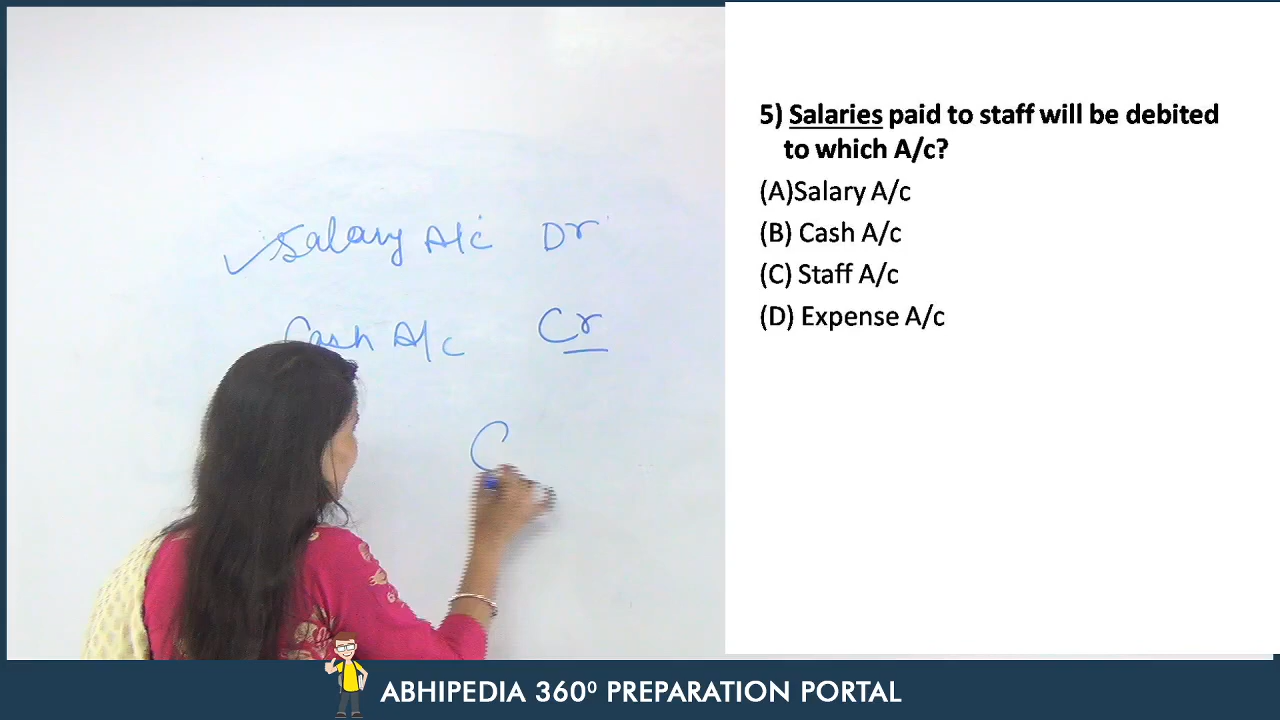 Salary A/c Dr
Cash A/c Cr
C
5) Salaries paid to staff will be debited
to which A/c?
(A)Salary A/c
(B) Cash A/c
(C) Staff A/c
(D) Expense A/c
ABHIPEDIA 360⁰ PREPARATION PORTAL